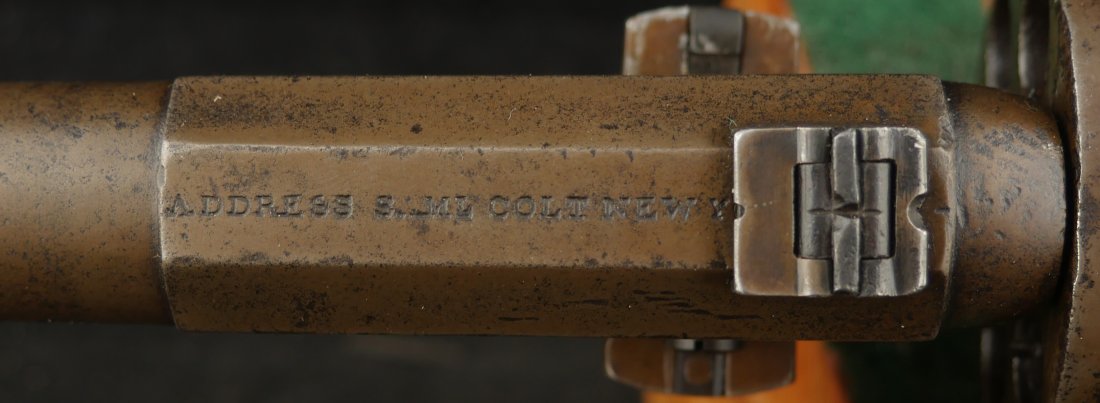 ADDRESS SAML COLT NEW Y